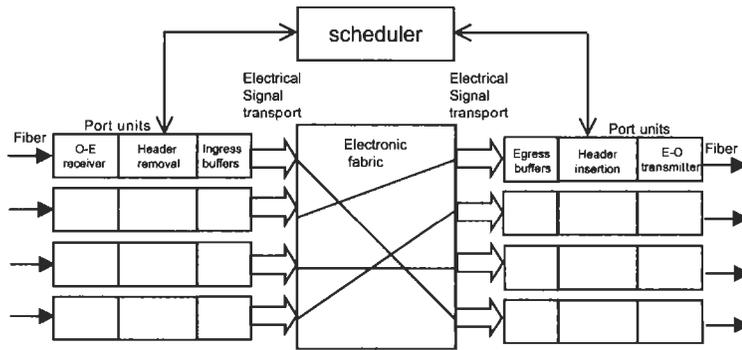 scheduler
Electrical
Signal
transport
Electrical
Signal
transport
Port units
Port units
Fiber
O-E
receiver
Header
removal
Ingress
buffers
Electronic
fabric
Egress
buffers
Header
insertion
E-O
transmitter
Fiber